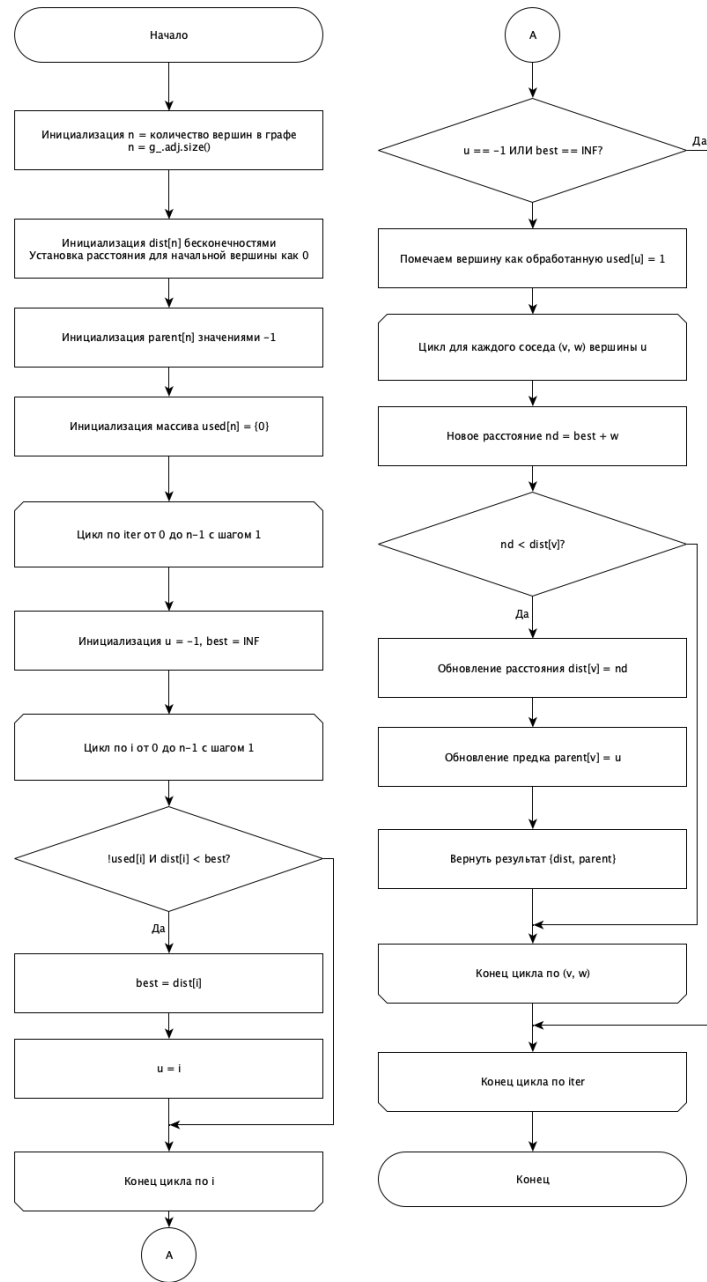 Начало
Инициализация n = количество вершин в графе
n = g_.adj.size()
Инициализация dist[n] бесконечностями
Установка расстояния для начальной вершины как 0
Инициализация parent[n] значениями -1
Инициализация массива used[n] = {0}
Цикл по iter от 0 до n-1 с шагом 1
Инициализация u = -1, best = INF
Цикл по i от 0 до n-1 с шагом 1
!used[i] И dist[i] < best?
Да
best = dist[i]
u = i
Конец цикла по i
A
A
u == -1 ИЛИ best == INF?
Да
Помечаем вершину как обработанную used[u] = 1
Цикл для каждого соседа (v, w) вершины u
Новое расстояние nd = best + w
nd < dist[v]?
Да
Обновление расстояния dist[v] = nd
Обновление предка parent[v] = u
Вернуть результат {dist, parent}
Конец цикла по (v, w)
Конец цикла по iter
Конец